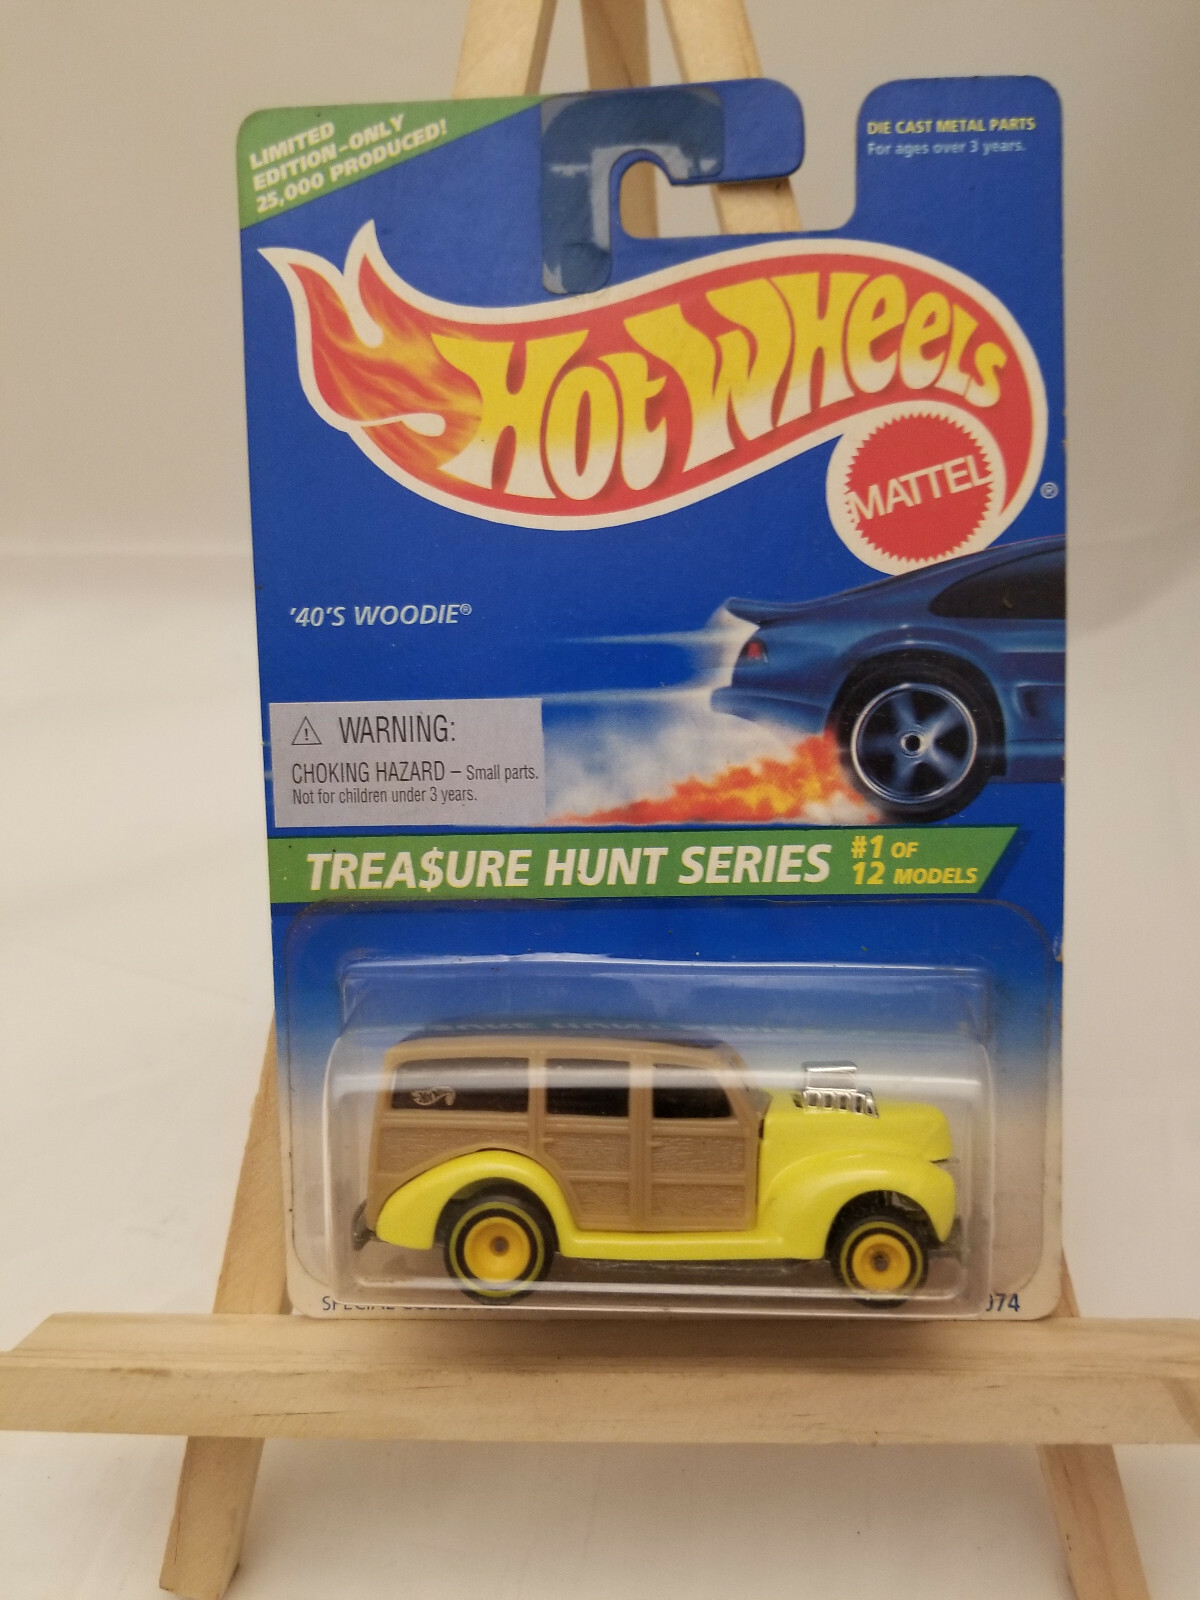 LIMITED
EDITION–ONLY
25,000 PRODUCED!
DIE CAST METAL PARTS
For ages over 3 years.
HOT WHEELS
MATTEL
®
'40'S WOODIE®
⚠ WARNING:
CHOKING HAZARD – Small parts.
Not for children under 3 years.
TREA$URE HUNT SERIES
#1 OF
12 MODELS
SPECIAL
074